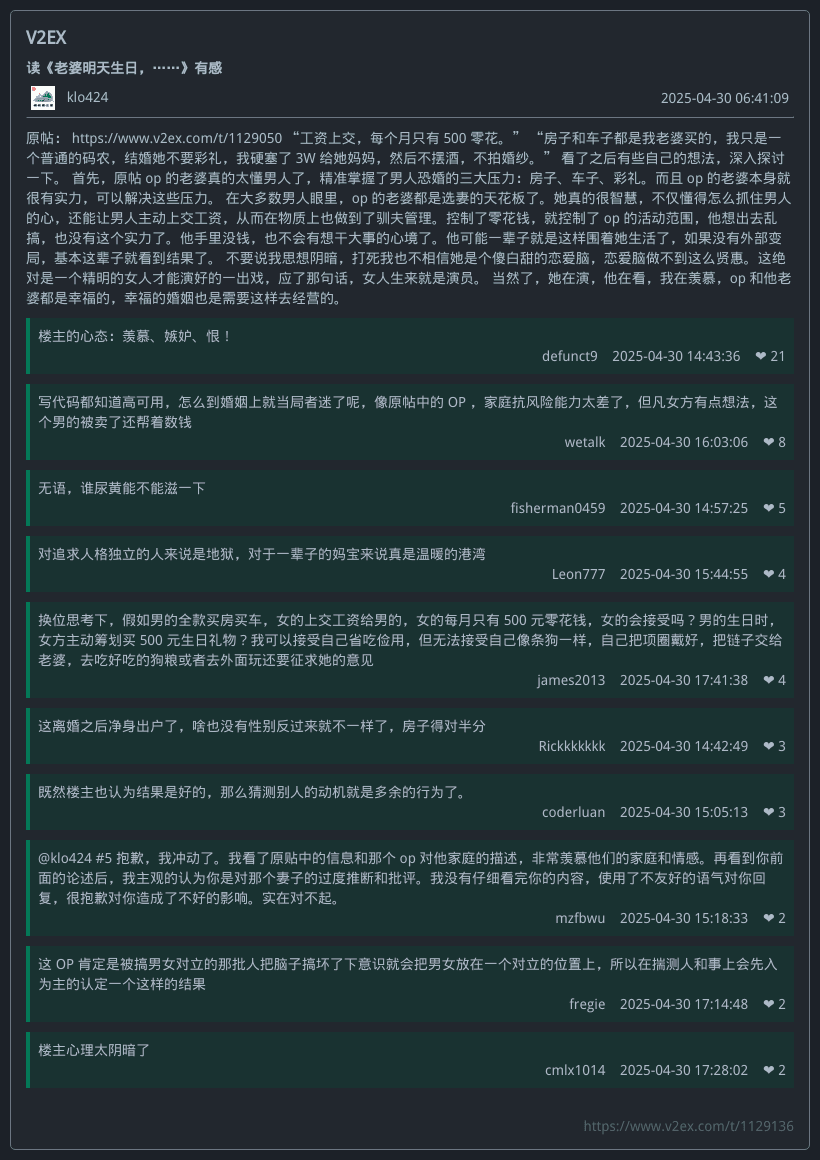 V2EX
读《老婆明天生日，……》有感
klo424
2025-04-30 06:41:09
原帖： https://www.v2ex.com/t/1129050 “工资上交，每个月只有 500 零花。” “房子和车子都是我老婆买的，我只是一
个普通的码农，结婚她不要彩礼，我硬塞了 3W 给她妈妈，然后不摆酒，不拍婚纱。” 看了之后有些自己的想法，深入探讨
一下。 首先，原帖 op 的老婆真的太懂男人了，精准掌握了男人恐婚的三大压力：房子、车子、彩礼。而且 op 的老婆本身就
很有实力，可以解决这些压力。 在大多数男人眼里，op 的老婆都是选妻的天花板了。她真的很智慧，不仅懂得怎么抓住男人
的心，还能让男人主动上交工资，从而在物质上也做到了驯夫管理。控制了零花钱，就控制了 op 的活动范围，他想出去乱
搞，也没有这个实力了。他手里没钱，也不会有想干大事的心境了。他可能一辈子就是这样围着她生活了，如果没有外部变
局，基本这辈子就看到结果了。 不要说我思想阴暗，打死我也不相信她是个傻白甜的恋爱脑，恋爱脑做不到这么贤惠。这绝
对是一个精明的女人才能演好的一出戏，应了那句话，女人生来就是演员。 当然了，她在演，他在看，我在羡慕，op 和他老
婆都是幸福的，幸福的婚姻也是需要这样去经营的。
楼主的心态：羡慕、嫉妒、恨！
defunct9 2025-04-30 14:43:36 ❤ 21
写代码都知道高可用，怎么到婚姻上就当局者迷了呢，像原帖中的 OP ，家庭抗风险能力太差了，但凡女方有点想法，这
个男的被卖了还帮着数钱
wetalk 2025-04-30 16:03:06 ❤ 8
无语，谁尿黄能不能滋一下
fisherman0459 2025-04-30 14:57:25 ❤ 5
对追求人格独立的人来说是地狱，对于一辈子的妈宝来说真是温暖的港湾
Leon777 2025-04-30 15:44:55 ❤ 4
换位思考下，假如男的全款买房买车，女的上交工资给男的，女的每月只有 500 元零花钱，女的会接受吗？男的生日时，
女方主动筹划买 500 元生日礼物？我可以接受自己省吃俭用，但无法接受自己像条狗一样，自己把项圈戴好，把链子交给
老婆，去吃好吃的狗粮或者去外面玩还要征求她的意见
james2013 2025-04-30 17:41:38 ❤ 4
这离婚之后净身出户了，啥也没有性别反过来就不一样了，房子得对半分
Rickkkkkkk 2025-04-30 14:42:49 ❤ 3
既然楼主也认为结果是好的，那么猜测别人的动机就是多余的行为了。
coderluan 2025-04-30 15:05:13 ❤ 3
@klo424 #5 抱歉，我冲动了。我看了原贴中的信息和那个 op 对他家庭的描述，非常羡慕他们的家庭和情感。再看到你前
面的论述后，我主观的认为你是对那个妻子的过度推断和批评。我没有仔细看完你的内容，使用了不友好的语气对你回
复，很抱歉对你造成了不好的影响。实在对不起。
mzfbwu 2025-04-30 15:18:33 ❤ 2
这 OP 肯定是被搞男女对立的那批人把脑子搞坏了下意识就会把男女放在一个对立的位置上，所以在揣测人和事上会先入
为主的认定一个这样的结果
fregie 2025-04-30 17:14:48 ❤ 2
楼主心理太阴暗了
cmlx1014 2025-04-30 17:28:02 ❤ 2
https://www.v2ex.com/t/1129136